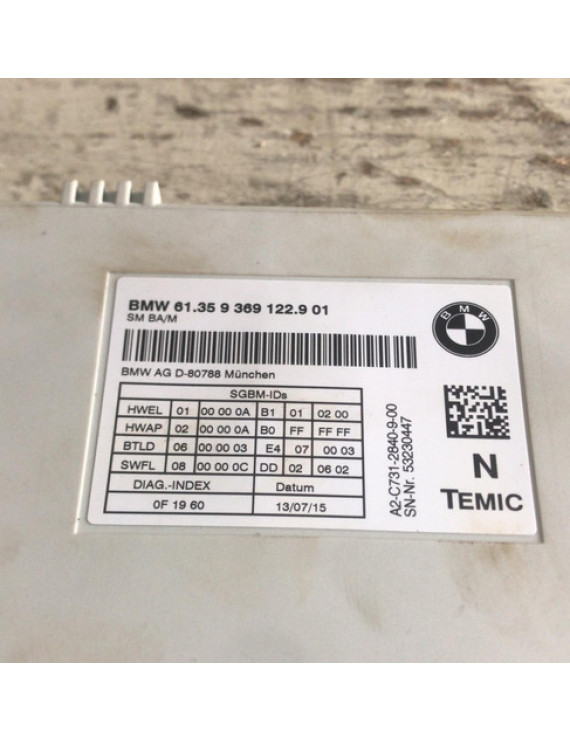 BMW 61.35 9 369 122.9 01
SM BA/M
BMW AG D-80788 München
SGBM-IDs
HWEL 01 00 00 0A B1 01 02 00
HWAP 02 00 00 0A B0 FF FF FF
BTLD 06 00 00 03 E4 07 00 03
SWFL 08 00 00 0C DD 02 06 02
DIAG.-INDEX Datum
0F 19 60 13/07/15
BMW
A2-C731-2840-9-00
SN-Nr. 53230447
N
TEMIC